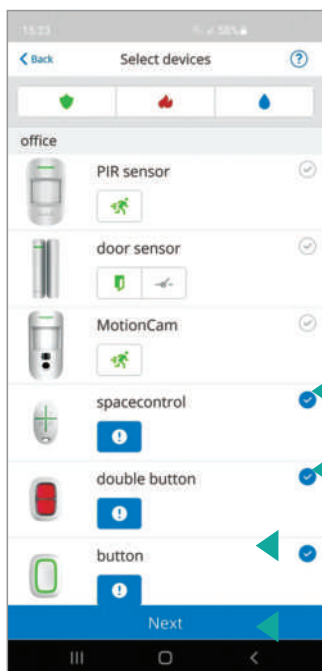 15:23
58%
Back
Select devices
?
office
PIR sensor
door sensor
MotionCam
spacecontrol
!
double button
!
button
!
Next